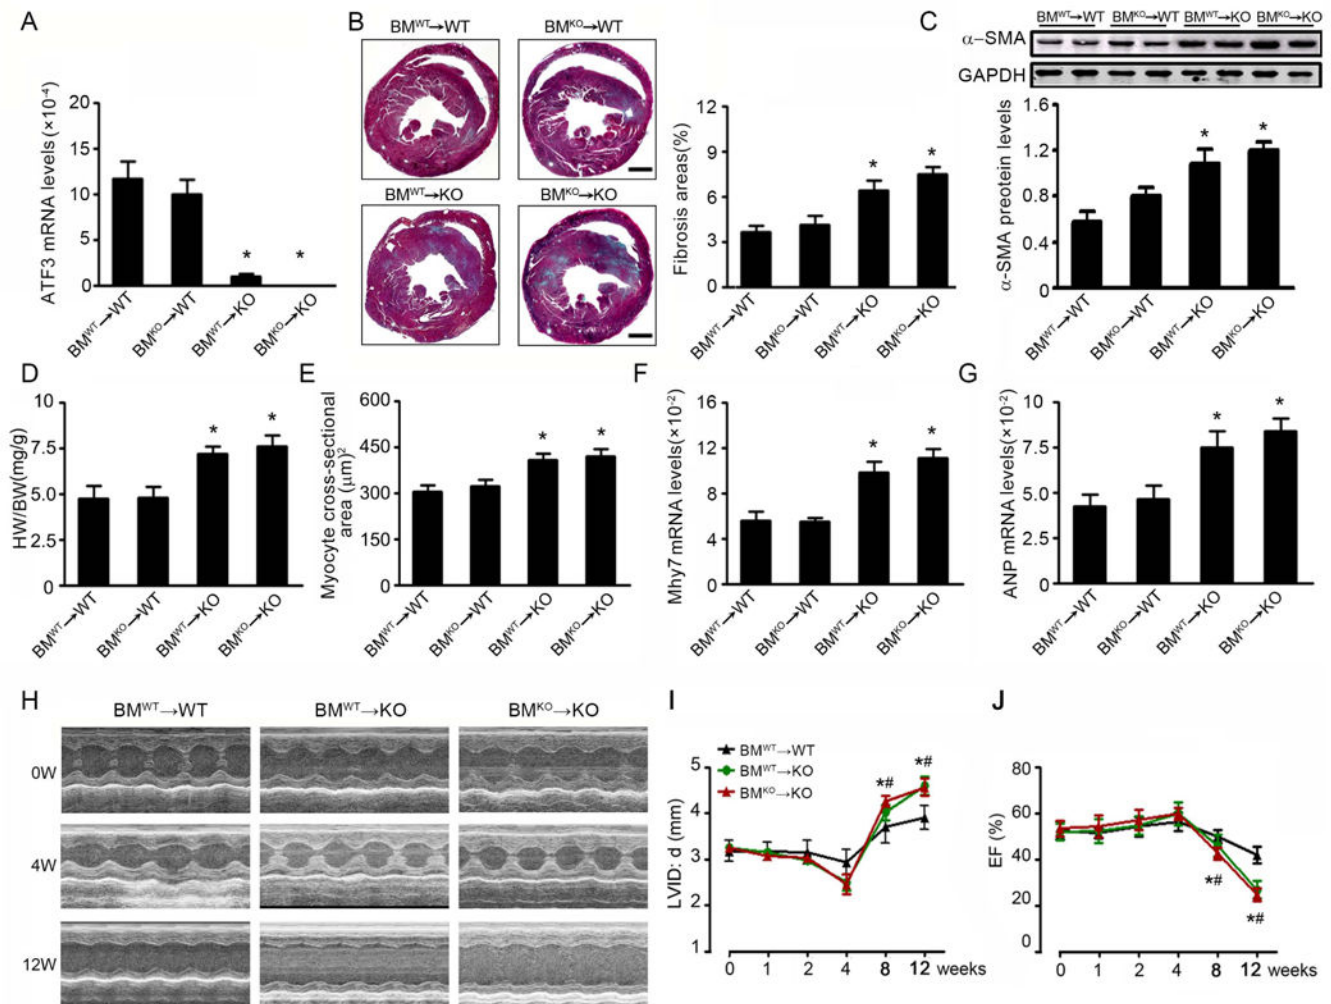 A
ATF3 mRNA levels(×10⁻⁴)
20
15
10
5
0
*
*
BMᵂᵀ→WT
BMᴷᴼ→WT
BMᵂᵀ→KO
BMᴷᴼ→KO
B
BMᵂᵀ→WT
BMᴷᴼ→WT
BMᵂᵀ→KO
BMᴷᴼ→KO
Fibrosis areas(%)
12
9
6
3
0
*
*
BMᵂᵀ→WT
BMᴷᴼ→WT
BMᵂᵀ→KO
BMᴷᴼ→KO
C
BMᵂᵀ→WT BMᴷᴼ→WT BMᵂᵀ→KO BMᴷᴼ→KO
α–SMA
GAPDH
α-SMA preotein levels
1.6
1.2
0.8
0.4
0
*
*
BMᵂᵀ→WT
BMᴷᴼ→WT
BMᵂᵀ→KO
BMᴷᴼ→KO
D
HW/BW(mg/g)
10
7.5
5.0
2.5
0
*
*
BMᵂᵀ→WT
BMᴷᴼ→WT
BMᵂᵀ→KO
BMᴷᴼ→KO
E
Myocyte cross-sectional
area (μm)²
600
450
300
150
0
*
*
BMᵂᵀ→WT
BMᴷᴼ→WT
BMᵂᵀ→KO
BMᴷᴼ→KO
F
Mhy7 mRNA levels(×10⁻²)
16
12
8
4
0
*
*
BMᵂᵀ→WT
BMᴷᴼ→WT
BMᵂᵀ→KO
BMᴷᴼ→KO
G
ANP mRNA levels(×10⁻²)
10
7.5
5.0
2.5
0
*
*
BMᵂᵀ→WT
BMᴷᴼ→WT
BMᵂᵀ→KO
BMᴷᴼ→KO
H
BMᵂᵀ→WT
BMᵂᵀ→KO
BMᴷᴼ→KO
0W
4W
12W
I
BMᵂᵀ→WT
BMᵂᵀ→KO
BMᴷᴼ→KO
LVID: d (mm)
5
4
3
2
1
*#
*#
0 1 2 4 8 12 weeks
J
EF (%)
80
60
40
20
0
*#
*#
0 1 2 4 8 12 weeks